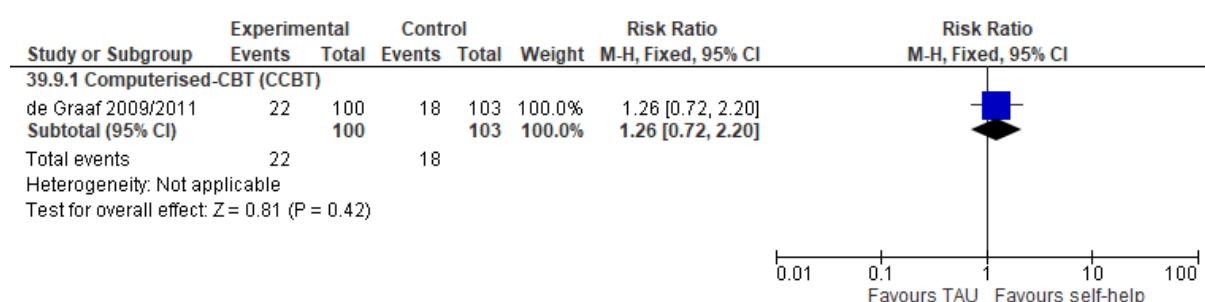 Experimental Control Risk Ratio Risk Ratio
Study or Subgroup Events Total Events Total Weight M-H, Fixed, 95% CI M-H, Fixed, 95% CI
39.9.1 Computerised-CBT (CCBT)
de Graaf 2009/2011 22 100 18 103 100.0% 1.26 [0.72, 2.20]
Subtotal (95% CI) 100 103 100.0% 1.26 [0.72, 2.20]
Total events 22 18
Heterogeneity: Not applicable
Test for overall effect: Z = 0.81 (P = 0.42)
0.01 0.1 1 10 100
Favours TAU Favours self-help